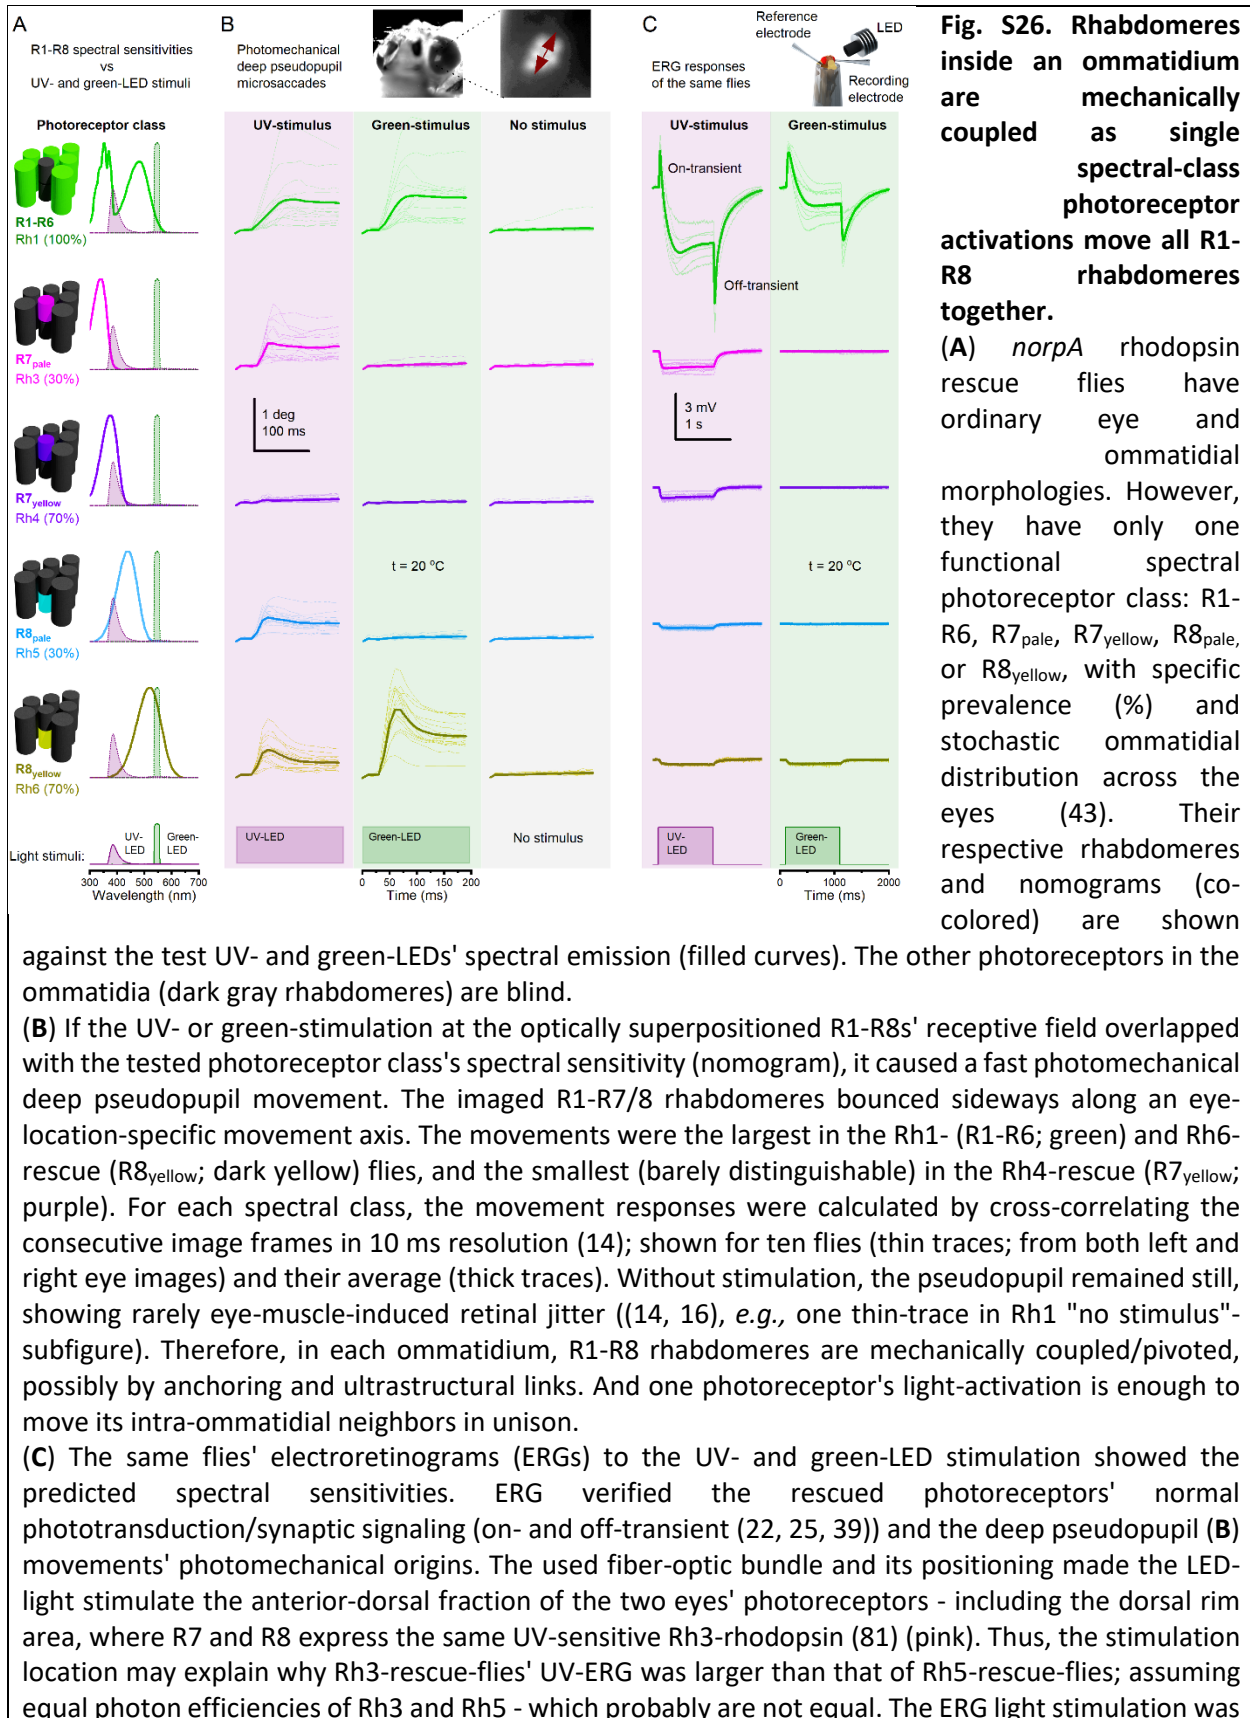 A
R1-R8 spectral sensitivities
vs
UV- and green-LED stimuli
B
Photomechanical
deep pseudopupil
microsaccades
C
ERG responses
of the same flies
Reference
electrode
LED
Recording
electrode
Photoreceptor class
UV-stimulus
Green-stimulus
No stimulus
UV-stimulus
Green-stimulus
R1-R6
Rh1 (100%)
On-transient
Off-transient
R7pale
Rh3 (30%)
1 deg
100 ms
3 mV
1 s
R7yellow
Rh4 (70%)
t = 20 °C
t = 20 °C
R8pale
Rh5 (30%)
R8yellow
Rh6 (70%)
Light stimuli:
UV-
LED
Green-
LED
UV-LED
Green-LED
No stimulus
UV-
LED
Green-
LED
300 400 500 600 700
Wavelength (nm)
0 50 100 150 200
Time (ms)
0 1000 2000
Time (ms)
Fig. S26. Rhabdomeres
inside an ommatidium
are mechanically
coupled as single
spectral-class
photoreceptor
activations move all R1-
R8 rhabdomeres
together.
(A) norpA rhodopsin
rescue flies have
ordinary eye and
ommatidial
morphologies. However,
they have only one
functional spectral
photoreceptor class: R1-
R6, R7pale, R7yellow, R8pale,
or R8yellow, with specific
prevalence (%) and
stochastic ommatidial
distribution across the
eyes (43). Their
respective rhabdomeres
and nomograms (co-
colored) are shown
against the test UV- and green-LEDs' spectral emission (filled curves). The other photoreceptors in the
ommatidia (dark gray rhabdomeres) are blind.
(B) If the UV- or green-stimulation at the optically superpositioned R1-R8s' receptive field overlapped
with the tested photoreceptor class's spectral sensitivity (nomogram), it caused a fast photomechanical
deep pseudopupil movement. The imaged R1-R7/8 rhabdomeres bounced sideways along an eye-
location-specific movement axis. The movements were the largest in the Rh1- (R1-R6; green) and Rh6-
rescue (R8yellow; dark yellow) flies, and the smallest (barely distinguishable) in the Rh4-rescue (R7yellow;
purple). For each spectral class, the movement responses were calculated by cross-correlating the
consecutive image frames in 10 ms resolution (14); shown for ten flies (thin traces; from both left and
right eye images) and their average (thick traces). Without stimulation, the pseudopupil remained still,
showing rarely eye-muscle-induced retinal jitter ((14, 16), e.g., one thin-trace in Rh1 "no stimulus"-
subfigure). Therefore, in each ommatidium, R1-R8 rhabdomeres are mechanically coupled/pivoted,
possibly by anchoring and ultrastructural links. And one photoreceptor's light-activation is enough to
move its intra-ommatidial neighbors in unison.
(C) The same flies' electroretinograms (ERGs) to the UV- and green-LED stimulation showed the
predicted spectral sensitivities. ERG verified the rescued photoreceptors' normal
phototransduction/synaptic signaling (on- and off-transient (22, 25, 39)) and the deep pseudopupil (B)
movements' photomechanical origins. The used fiber-optic bundle and its positioning made the LED-
light stimulate the anterior-dorsal fraction of the two eyes' photoreceptors - including the dorsal rim
area, where R7 and R8 express the same UV-sensitive Rh3-rhodopsin (81) (pink). Thus, the stimulation
location may explain why Rh3-rescue-flies' UV-ERG was larger than that of Rh5-rescue-flies; assuming
equal photon efficiencies of Rh3 and Rh5 - which probably are not equal. The ERG light stimulation was